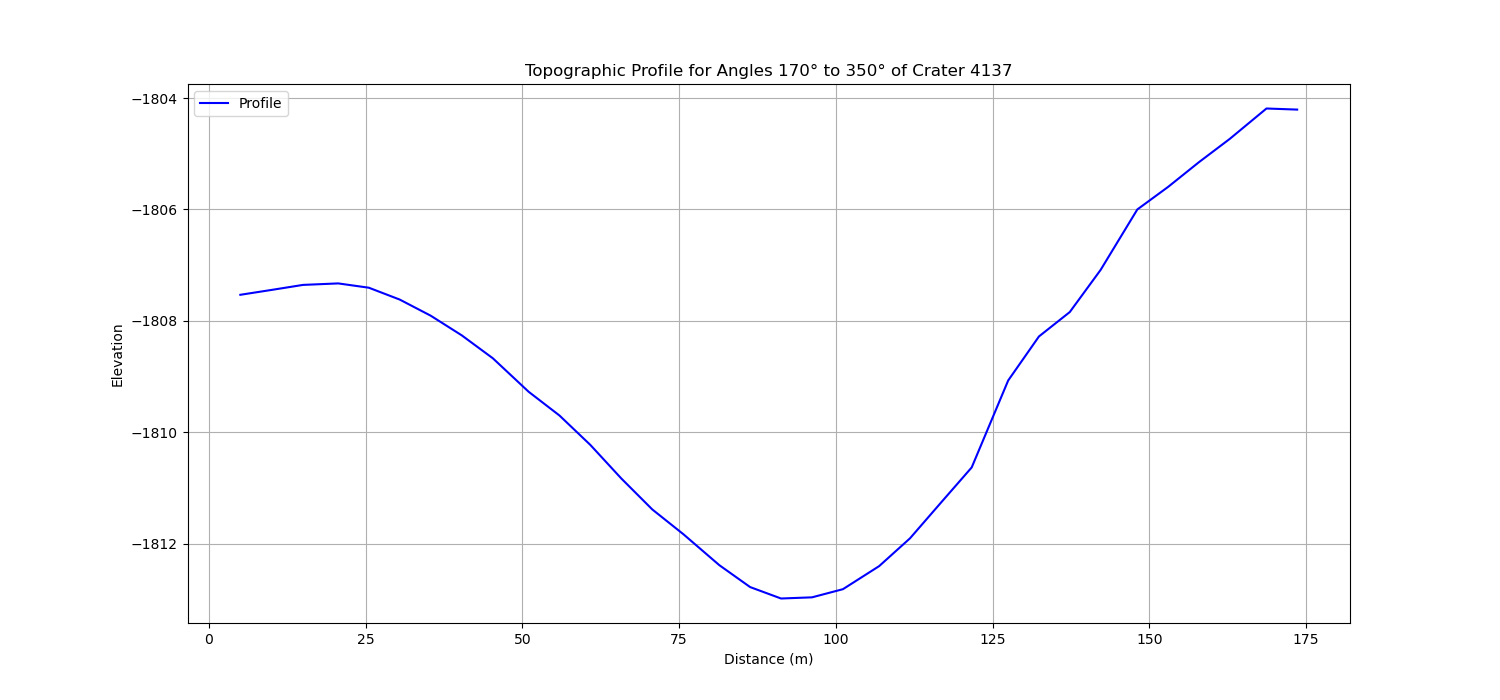 Topographic Profile for Angles 170° to 350° of Crater 4137
Profile
−1804
−1806
−1808
−1810
−1812
Elevation
0 25 50 75 100 125 150 175
Distance (m)